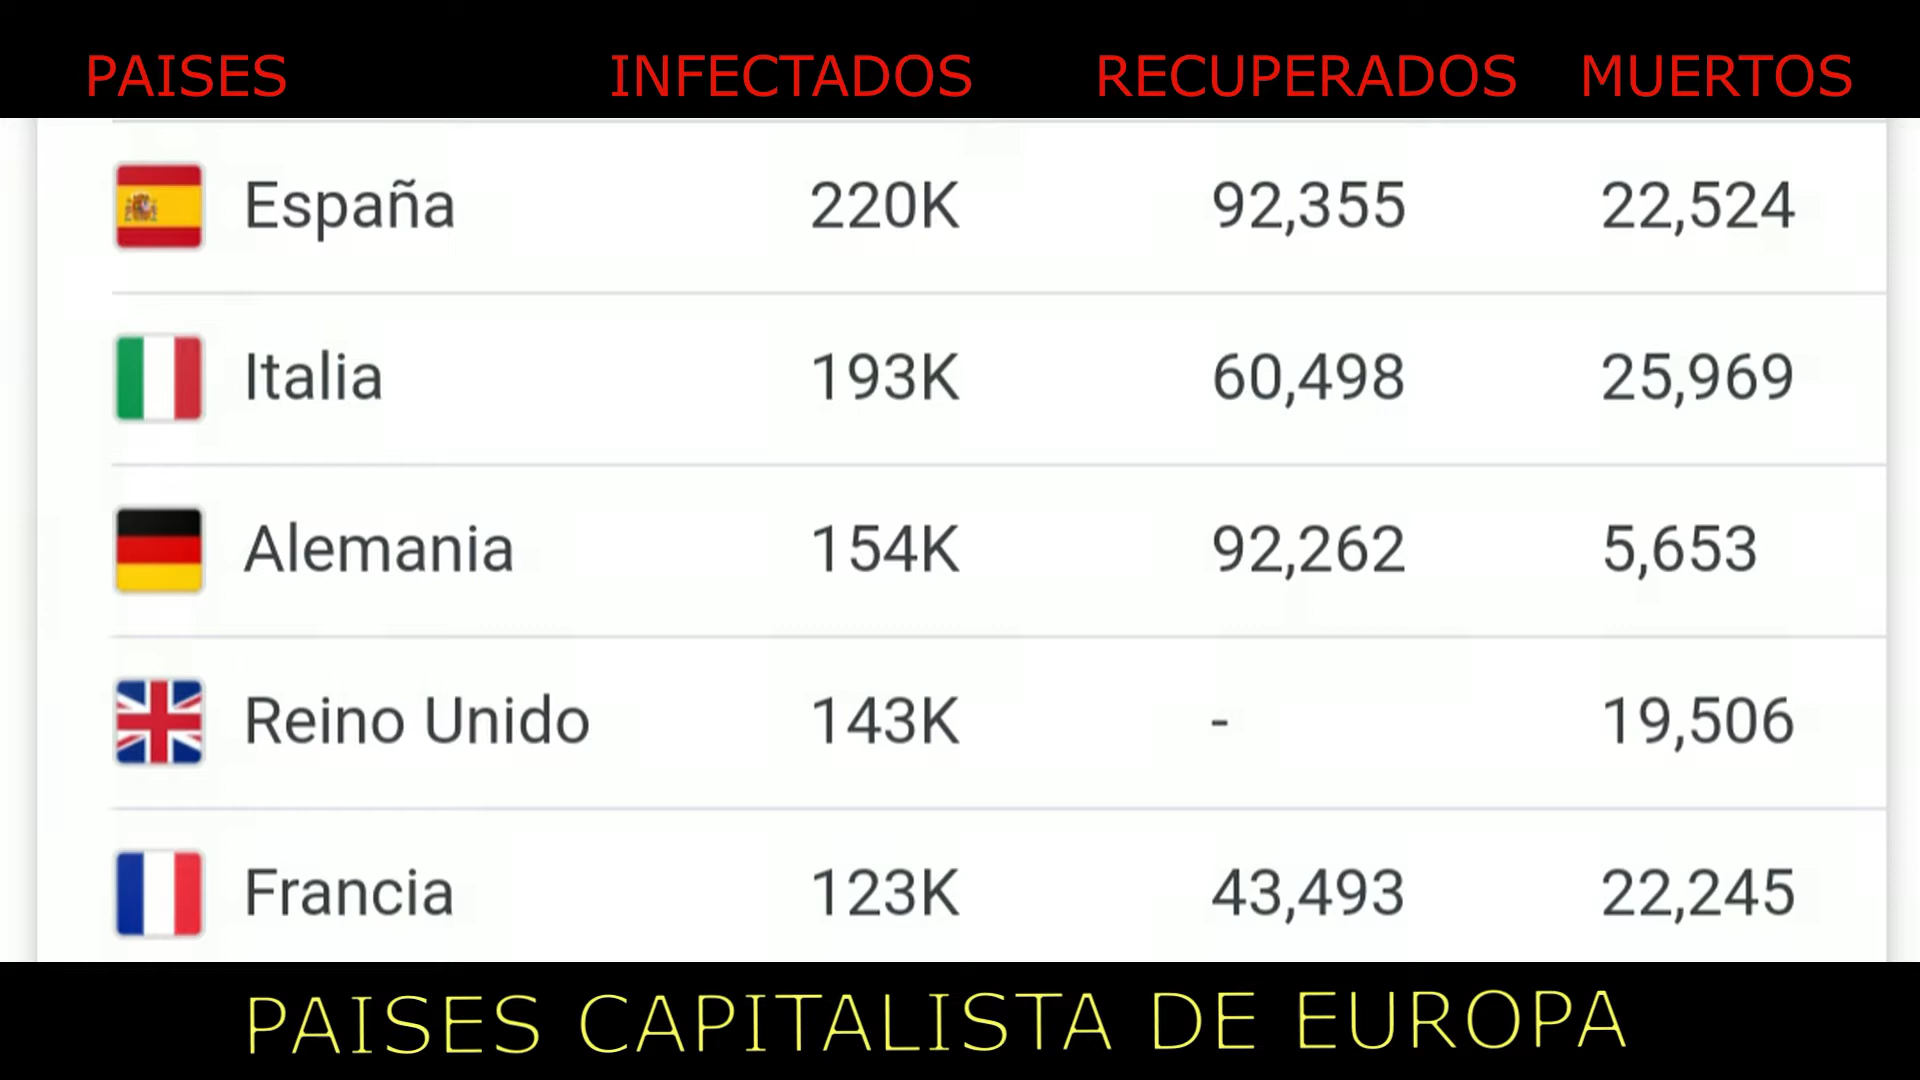 PAISES INFECTADOS RECUPERADOS MUERTOS
España 220K 92,355 22,524
Italia 193K 60,498 25,969
Alemania 154K 92,262 5,653
Reino Unido 143K - 19,506
Francia 123K 43,493 22,245
PAISES CAPITALISTA DE EUROPA